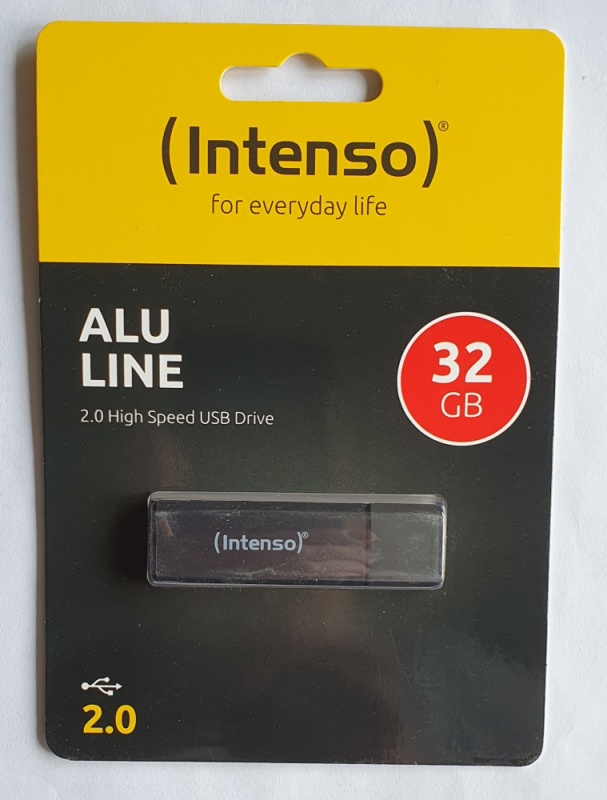 (Intenso)®
for everyday life
ALU
LINE
2.0 High Speed USB Drive
32
GB
(Intenso)®
2.0